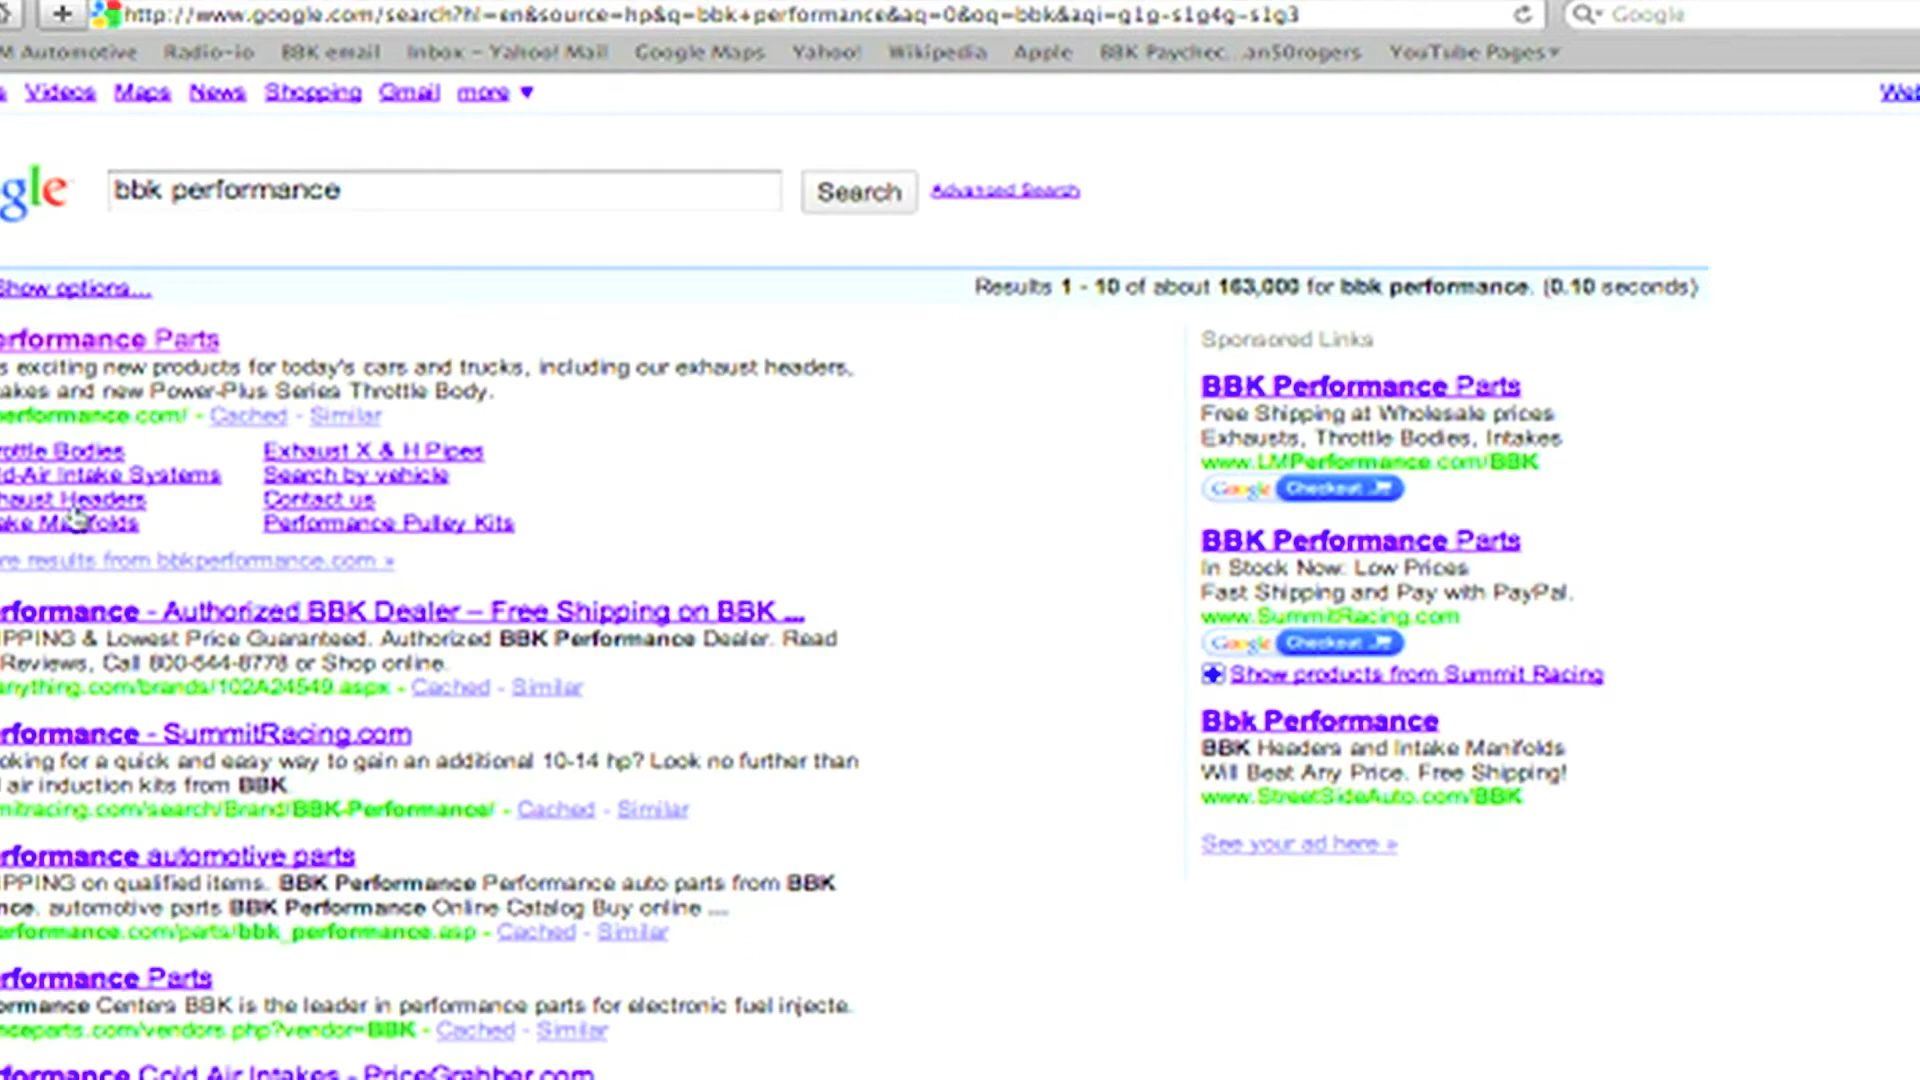 http://www.google.com/search?hl=en&source=hp&q=bbk+performance&aq=0&oq=bbk&aqi=g1g-s1g4g-s1g3
Google
M Automotive Radio-io BBK email Inbox - Yahoo! Mail Google Maps Yahoo! Wikipedia Apple BBK Paychec...an50rogers YouTube Pages
Videos Maps News Shopping Gmail more ▼
Web
gle
bbk performance
Search
Advanced Search
Show options...
Results 1 - 10 of about 163,000 for bbk performance. (0.10 seconds)
erformance Parts
s exciting new products for today's cars and trucks, including our exhaust headers,
akes and new Power-Plus Series Throttle Body.
performance.com/ - Cached - Similar
rottle Bodies Exhaust X & H Pipes
d-Air Intake Systems Search by vehicle
haust Headers Contact us
ake Manifolds Performance Pulley Kits
re results from bbkperformance.com »
rformance - Authorized BBK Dealer – Free Shipping on BBK ...
IPPING & Lowest Price Guaranteed. Authorized BBK Performance Dealer. Read
Reviews, Call 800-544-8778 or Shop online.
anything.com/brands/102A24549.aspx - Cached - Similar
rformance - SummitRacing.com
oking for a quick and easy way to gain an additional 10-14 hp? Look no further than
air induction kits from BBK
mitracing.com/search/Brand/BBK-Performance/ - Cached - Similar
rformance automotive parts
IPPING on qualified items. BBK Performance Performance auto parts from BBK
nce. automotive parts BBK Performance Online Catalog Buy online ...
erformance.com/parts/bbk_performance.asp - Cached - Similar
rformance Parts
ormance Centers BBK is the leader in performance parts for electronic fuel injecte.
nceparts.com/vendors.php?vendor=BBK - Cached - Similar
rformance Cold Air Intakes - PriceGrabber.com
Sponsored Links
BBK Performance Parts
Free Shipping at Wholesale prices
Exhausts, Throttle Bodies, Intakes
www.LMPerformance.com/BBK
Google Checkout
BBK Performance Parts
In Stock Now: Low Prices
Fast Shipping and Pay with PayPal.
www.SummitRacing.com
Google Checkout
Show products from Summit Racing
Bbk Performance
BBK Headers and Intake Manifolds
Will Beat Any Price. Free Shipping!
www.StreetSideAuto.com/BBK
See your ad here »